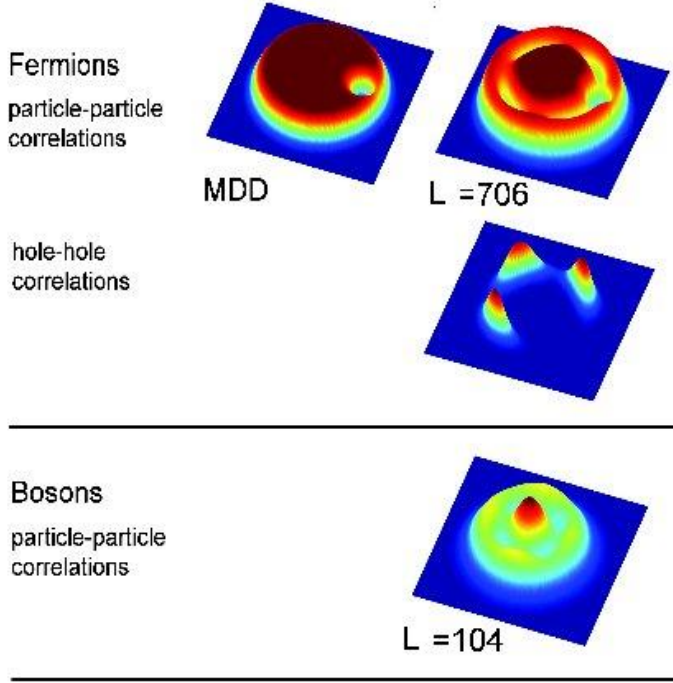 Fermions
particle-particle
correlations
MDD
L =706
hole-hole
correlations
Bosons
particle-particle
correlations
L =104